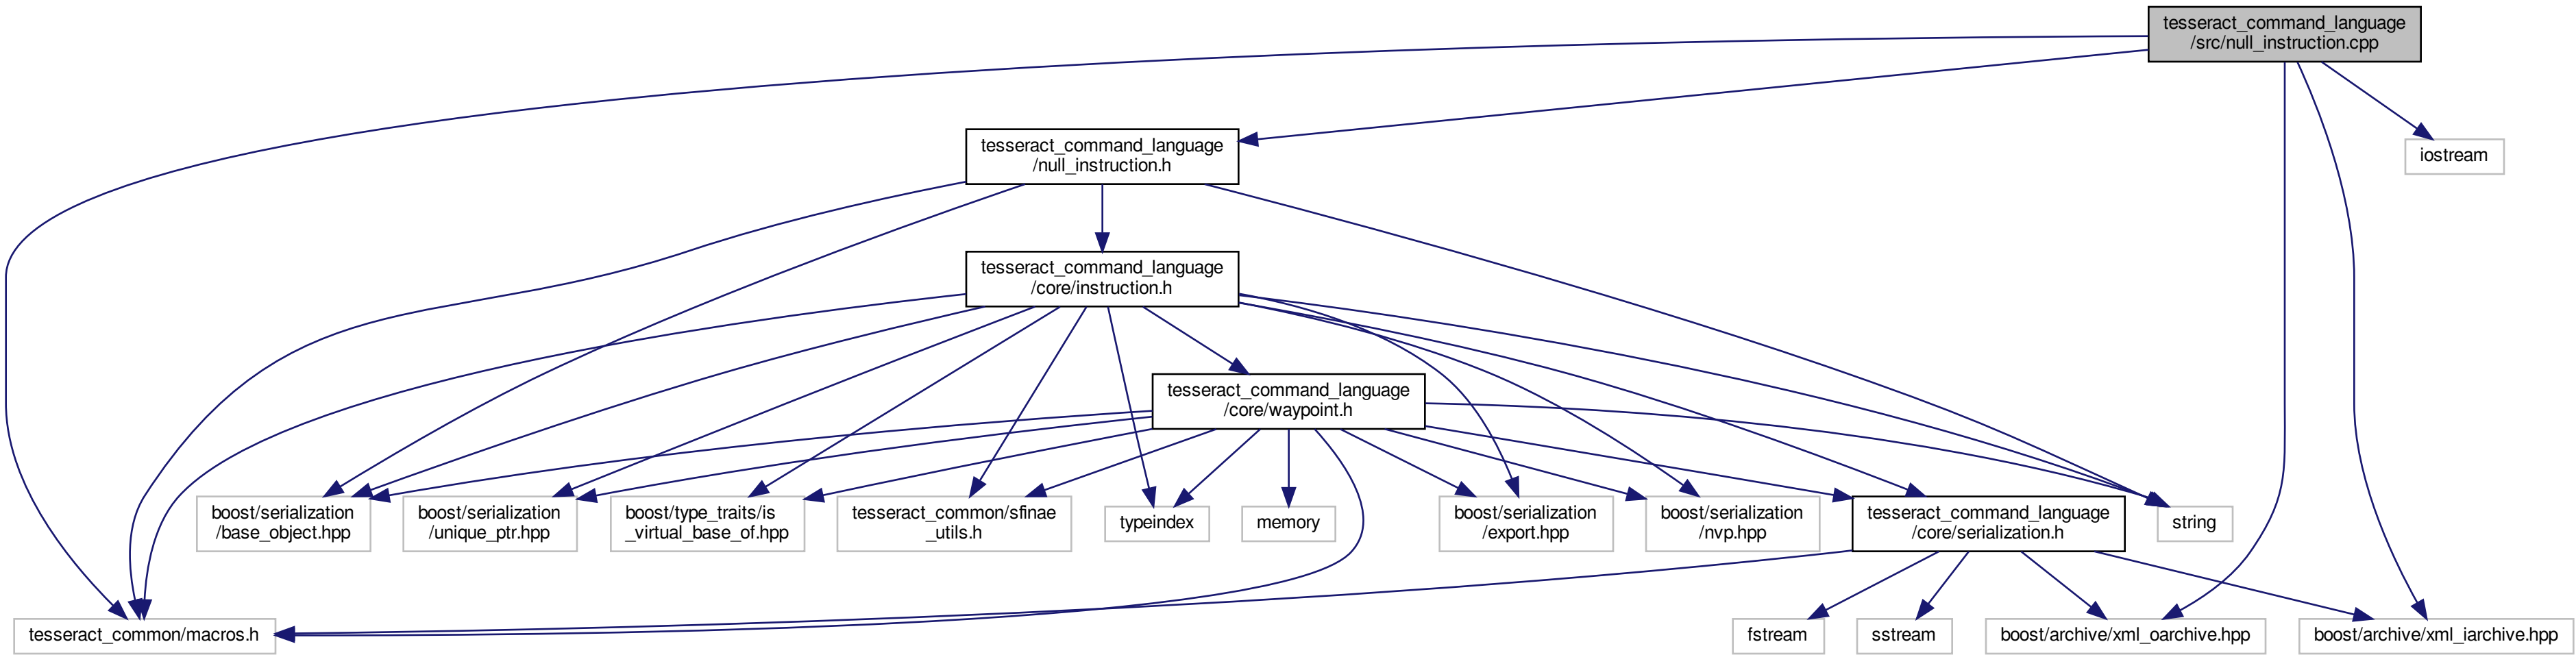 tesseract_command_language
/src/null_instruction.cpp
tesseract_command_language
/null_instruction.h
iostream
tesseract_command_language
/core/instruction.h
tesseract_command_language
/core/waypoint.h
boost/serialization
/base_object.hpp
boost/serialization
/unique_ptr.hpp
boost/type_traits/is
_virtual_base_of.hpp
tesseract_common/sfinae
_utils.h
typeindex
memory
boost/serialization
/export.hpp
boost/serialization
/nvp.hpp
tesseract_command_language
/core/serialization.h
string
tesseract_common/macros.h
fstream
sstream
boost/archive/xml_oarchive.hpp
boost/archive/xml_iarchive.hpp